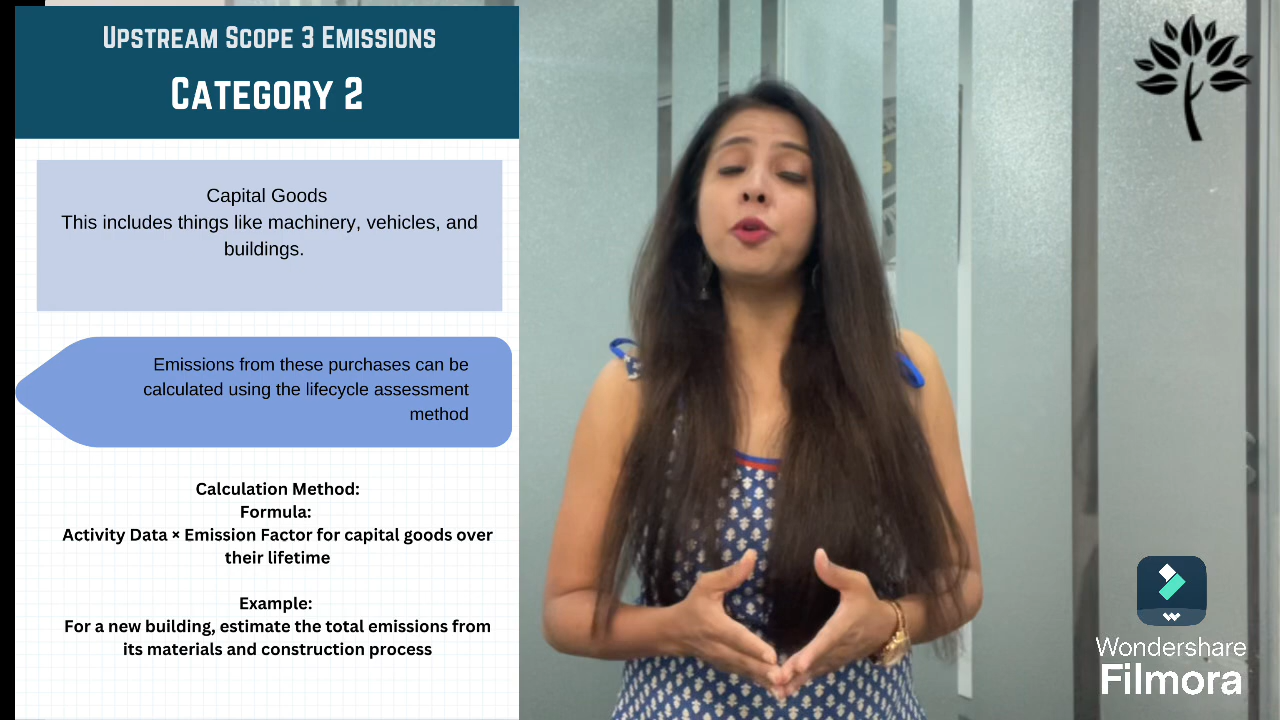 Upstream Scope 3 Emissions
Category 2
Capital Goods
This includes things like machinery, vehicles, and
buildings.
Emissions from these purchases can be
calculated using the lifecycle assessment
method
Calculation Method:
Formula:
Activity Data × Emission Factor for capital goods over
their lifetime
Example:
For a new building, estimate the total emissions from
its materials and construction process
Wondershare
Filmora